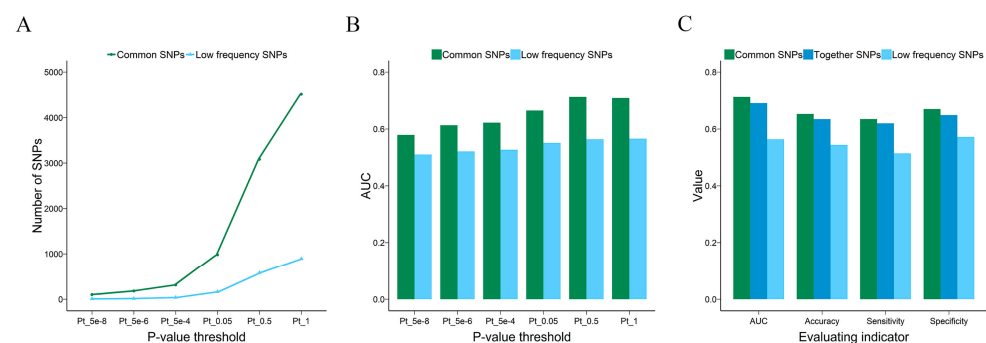 A
Common SNPs Low frequency SNPs
5000
4000
3000
2000
1000
0
Number of SNPs
Pt_5e-8 Pt_5e-6 Pt_5e-4 Pt_0.05 Pt_0.5 Pt_1
P-value threshold
B
Common SNPs Low frequency SNPs
0.8
0.6
0.4
0.2
0.0
AUC
Pt_5e-8 Pt_5e-6 Pt_5e-4 Pt_0.05 Pt_0.5 Pt_1
P-value threshold
C
Common SNPs Together SNPs Low frequency SNPs
0.8
0.6
0.4
0.2
0.0
Value
AUC Accuracy Sensitivity Specificity
Evaluating indicator